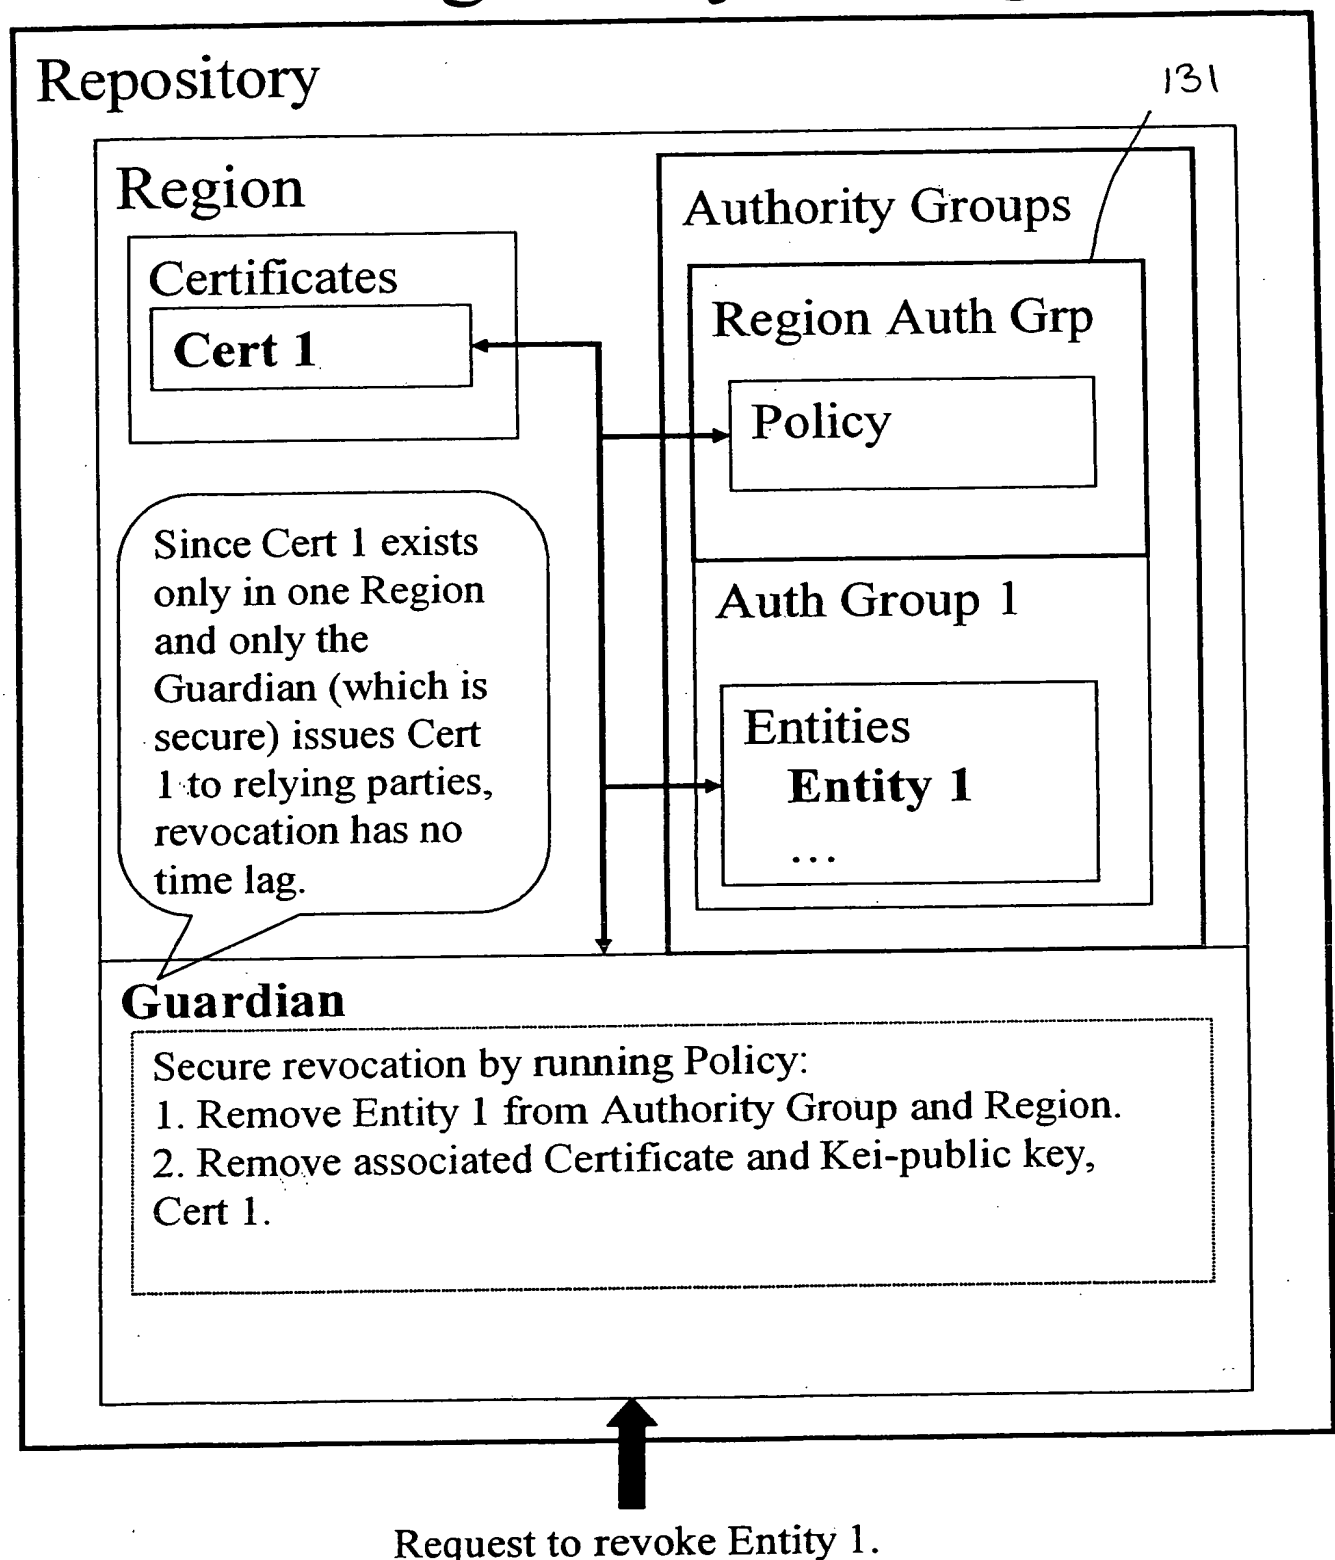 Repository
131
Region
Authority Groups
Certificates
Cert 1
Region Auth Grp
Policy
Since Cert 1 exists
only in one Region
and only the
Guardian (which is
secure) issues Cert
1 to relying parties,
revocation has no
time lag.
Auth Group 1
Entities
Entity 1
...
Guardian
Secure revocation by running Policy:
1. Remove Entity 1 from Authority Group and Region.
2. Remove associated Certificate and Kei-public key,
Cert 1.
Request to revoke Entity 1.